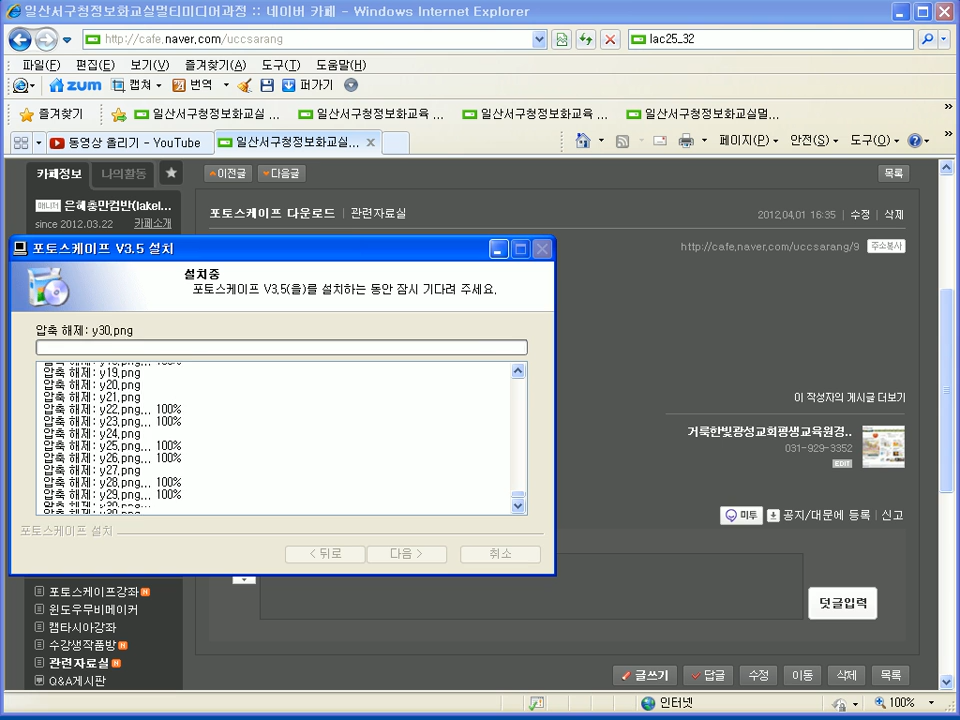 일산서구청정보화교실멀티미디어과정 :: 네이버 카페 - Windows Internet Explorer
http://cafe.naver.com/uccsarang
lac25_32
파일(F) 편집(E) 보기(V) 즐겨찾기(A) 도구(T) 도움말(H)
zum 캡쳐 번역 퍼가기
즐겨찾기 일산서구청정보화교실 ... 일산서구청정보화교육 ... 일산서구청정보화교육 ... 일산서구청정보화교실멀...
동영상 올리기 - YouTube 일산서구청정보화교실... 페이지(P) 안전(S) 도구(O)
카페정보 나의활동 이전글 다음글 목록
매니저 은혜충만컴반(lakel...
since 2012.03.22 카페소개
포토스케이프 다운로드 | 관련자료실 2012.04.01 16:35 | 수정 | 삭제
http://cafe.naver.com/uccsarang/9 주소복사
포토스케이프 V3.5 설치
설치중
포토스케이프 V3.5(을)를 설치하는 동안 잠시 기다려 주세요.
압축 해제: y30.png
압축 해제: y19.png
압축 해제: y20.png
압축 해제: y21.png
압축 해제: y22.png... 100%
압축 해제: y23.png... 100%
압축 해제: y24.png
압축 해제: y25.png... 100%
압축 해제: y26.png... 100%
압축 해제: y27.png
압축 해제: y28.png... 100%
압축 해제: y29.png... 100%
포토스케이프 설치
< 뒤로 다음 > 취소
이 작성자의 게시글 더보기
거룩한빛광성교회평생교육원경..
031-929-3352
EDIT
미투 공지/대문에 등록 | 신고
덧글입력
포토스케이프강좌 N
윈도우무비메이커
캠타시아강좌
수강생작품방 N
관련자료실 N
Q&A게시판
글쓰기 답글 수정 이동 삭제 목록
인터넷 100%